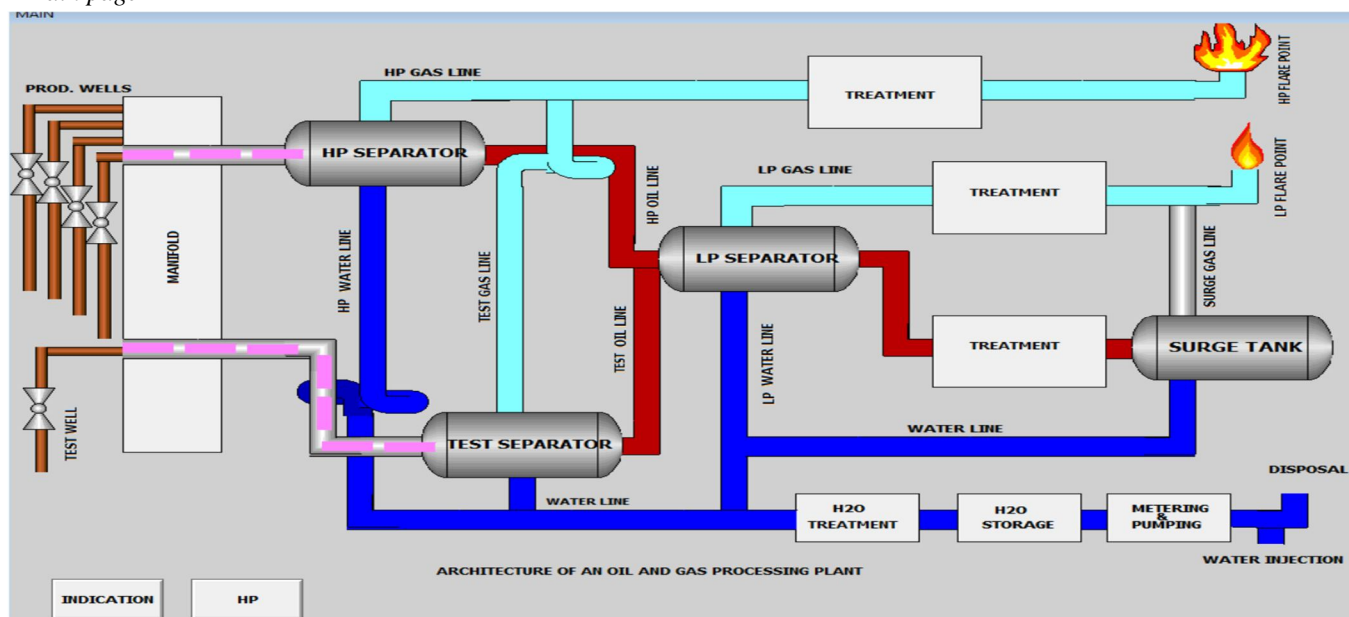 MAIN
HP GAS LINE
HP FLARE POINT
PROD. WELLS
TREATMENT
HP SEPARATOR
LP GAS LINE
TREATMENT
LP FLARE POINT
HP OIL LINE
MANIFOLD
HP WATER LINE
TEST GAS LINE
LP SEPARATOR
SURGE GAS LINE
TEST OIL LINE
LP WATER LINE
TREATMENT
SURGE TANK
TEST WELL
TEST SEPARATOR
WATER LINE
DISPOSAL
WATER LINE
H2O
TREATMENT
H2O
STORAGE
METERING
&
PUMPING
WATER INJECTION
ARCHITECTURE OF AN OIL AND GAS PROCESSING PLANT
INDICATION
HP